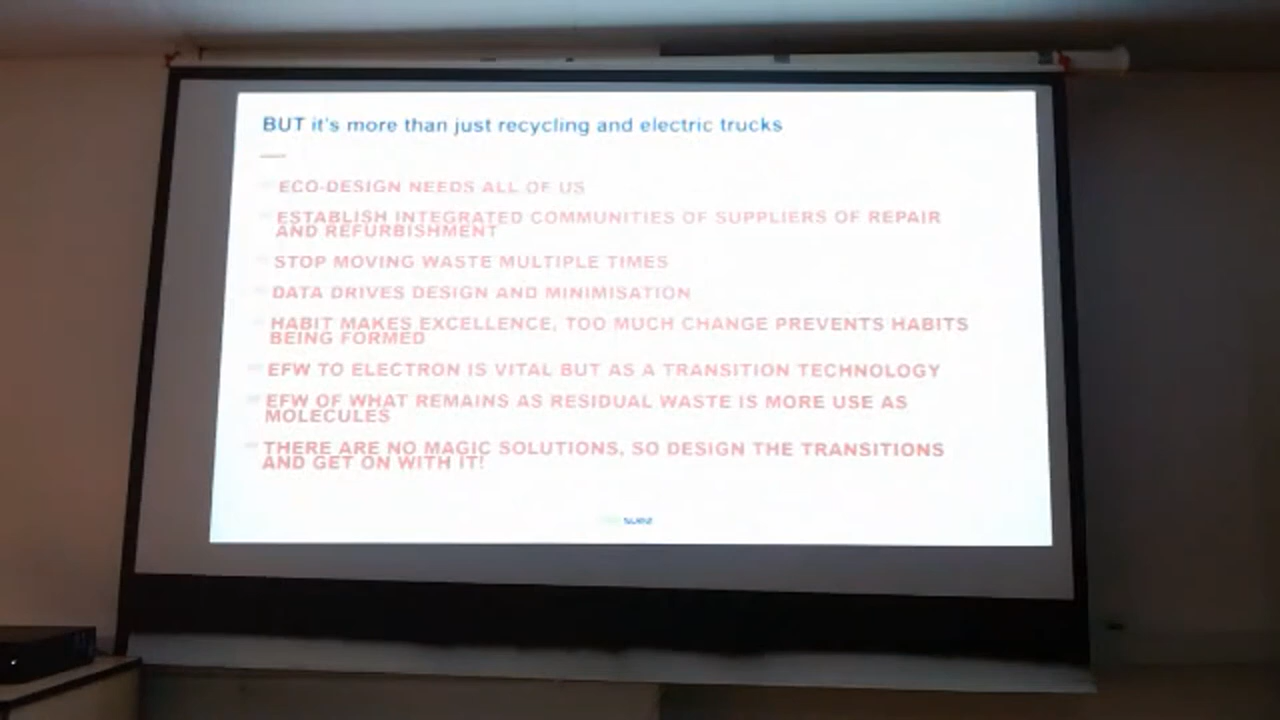 BUT it's more than just recycling and electric trucks
ECO-DESIGN NEEDS ALL OF US
ESTABLISH INTEGRATED COMMUNITIES OF SUPPLIERS OF REPAIR
AND REFURBISHMENT
STOP MOVING WASTE MULTIPLE TIMES
DATA DRIVES DESIGN AND MINIMISATION
HABIT MAKES EXCELLENCE, TOO MUCH CHANGE PREVENTS HABITS
BEING FORMED
EFW TO ELECTRON IS VITAL BUT AS A TRANSITION TECHNOLOGY
EFW OF WHAT REMAINS AS RESIDUAL WASTE IS MORE USE AS
MOLECULES
THERE ARE NO MAGIC SOLUTIONS, SO DESIGN THE TRANSITIONS
AND GET ON WITH IT!
suez